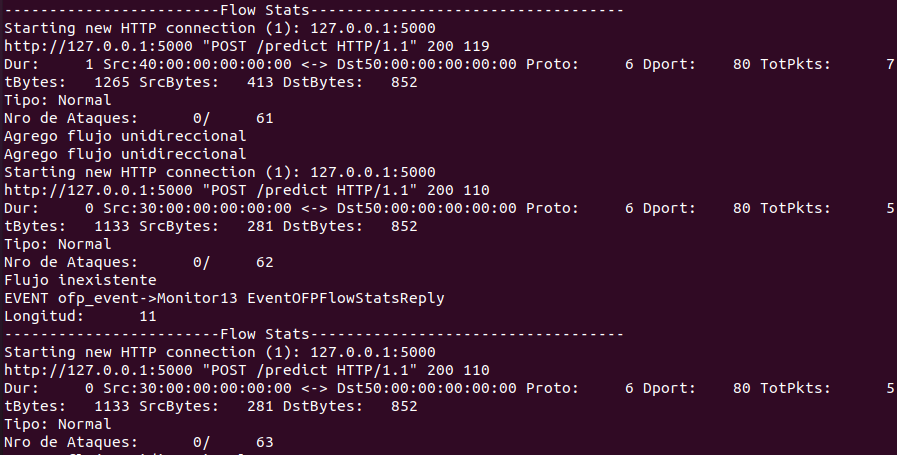 ------------------------Flow Stats-----------------------------------
Starting new HTTP connection (1): 127.0.0.1:5000
http://127.0.0.1:5000 "POST /predict HTTP/1.1" 200 119
Dur:     1 Src:40:00:00:00:00:00 <-> Dst50:00:00:00:00:00 Proto:     6 Dport:    80 TotPkts:      7
tBytes:   1265 SrcBytes:   413 DstBytes:   852
Tipo: Normal
Nro de Ataques:      0/     61
Agrego flujo unidireccional
Agrego flujo unidireccional
Starting new HTTP connection (1): 127.0.0.1:5000
http://127.0.0.1:5000 "POST /predict HTTP/1.1" 200 110
Dur:     0 Src:30:00:00:00:00:00 <-> Dst50:00:00:00:00:00 Proto:     6 Dport:    80 TotPkts:      5
tBytes:   1133 SrcBytes:   281 DstBytes:   852
Tipo: Normal
Nro de Ataques:      0/     62
Flujo inexistente
EVENT ofp_event->Monitor13 EventOFPFlowStatsReply
Longitud:      11
------------------------Flow Stats-----------------------------------
Starting new HTTP connection (1): 127.0.0.1:5000
http://127.0.0.1:5000 "POST /predict HTTP/1.1" 200 110
Dur:     0 Src:30:00:00:00:00:00 <-> Dst50:00:00:00:00:00 Proto:     6 Dport:    80 TotPkts:      5
tBytes:   1133 SrcBytes:   281 DstBytes:   852
Tipo: Normal
Nro de Ataques:      0/     63